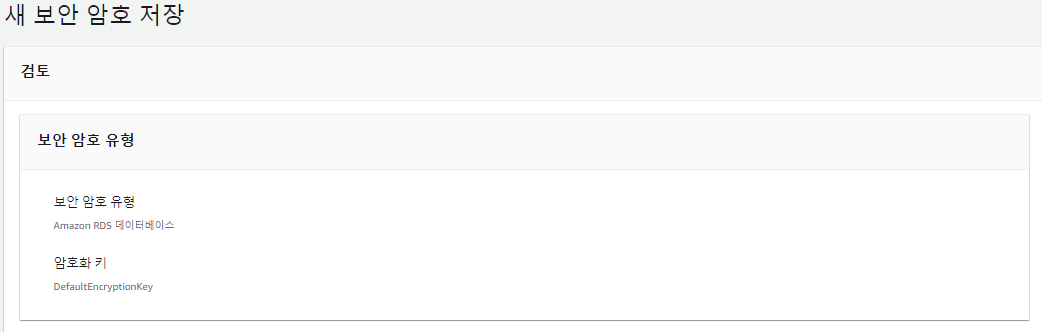 새 보안 암호 저장
검토
보안 암호 유형
보안 암호 유형
Amazon RDS 데이터베이스
암호화 키
DefaultEncryptionKey